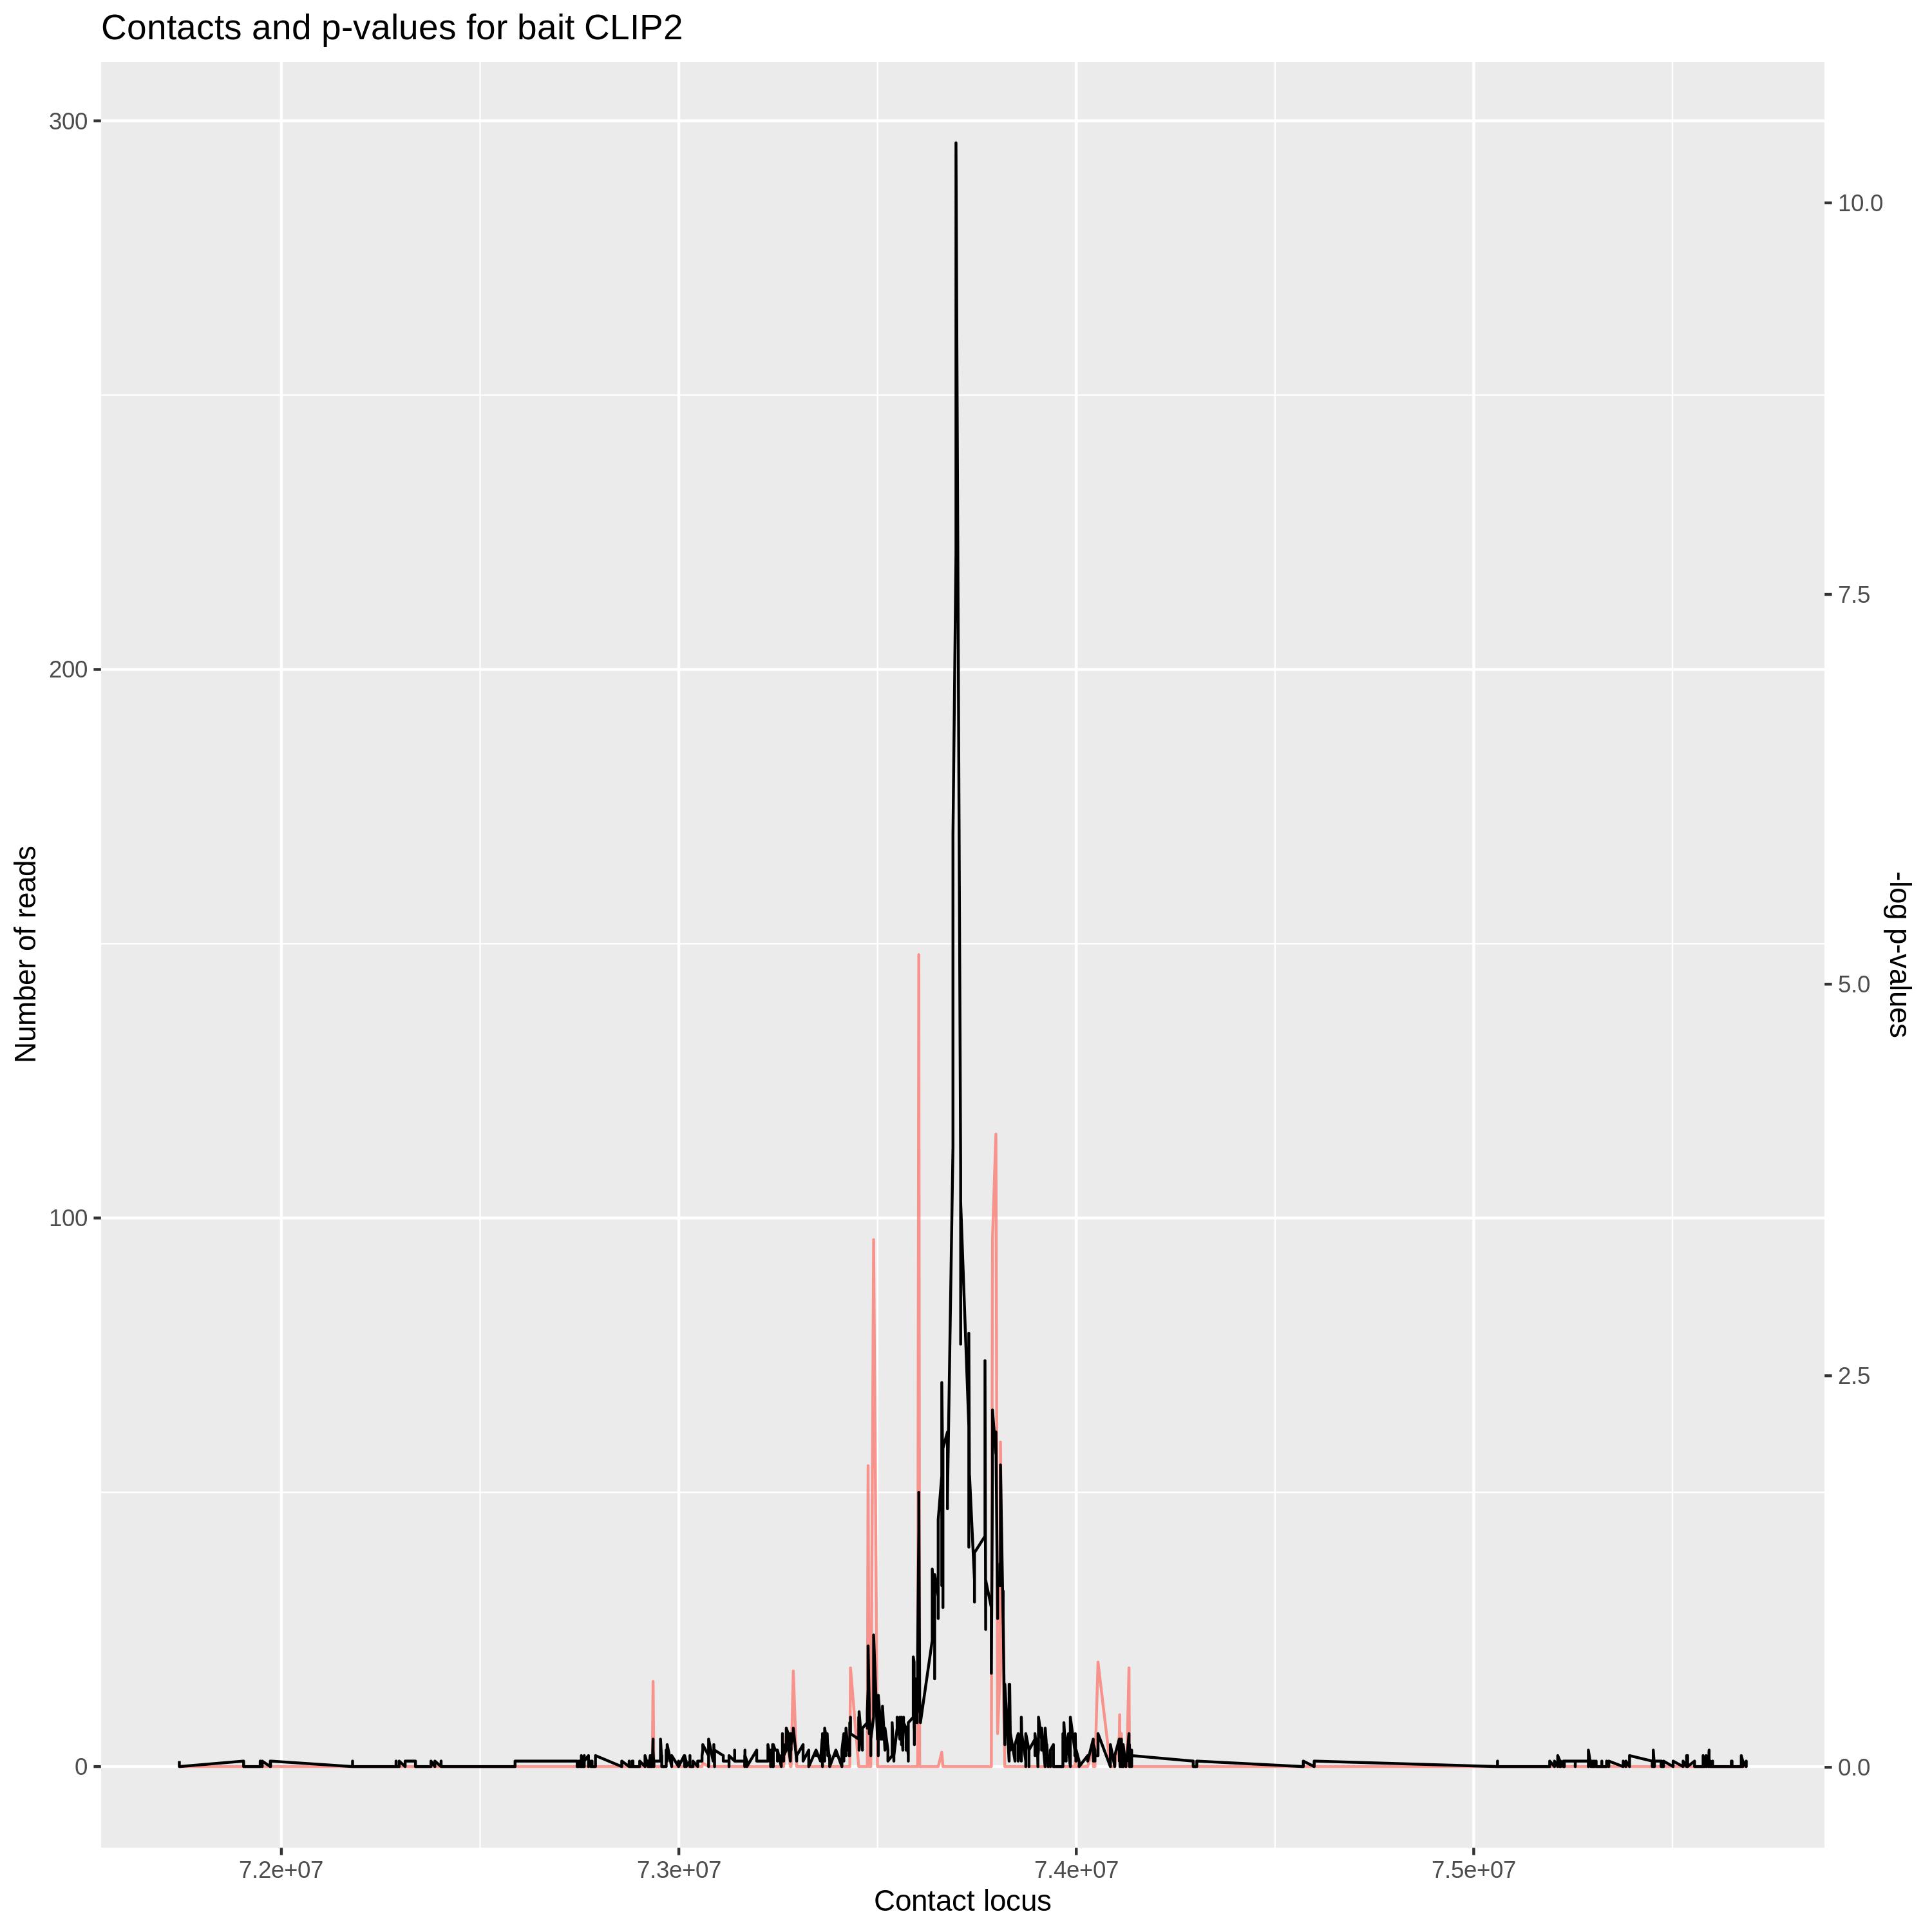 Contacts and p-values for bait CLIP2
300
200
100
0
Number of reads
10.0
7.5
5.0
2.5
0.0
-log p-values
7.2e+07
7.3e+07
7.4e+07
7.5e+07
Contact locus